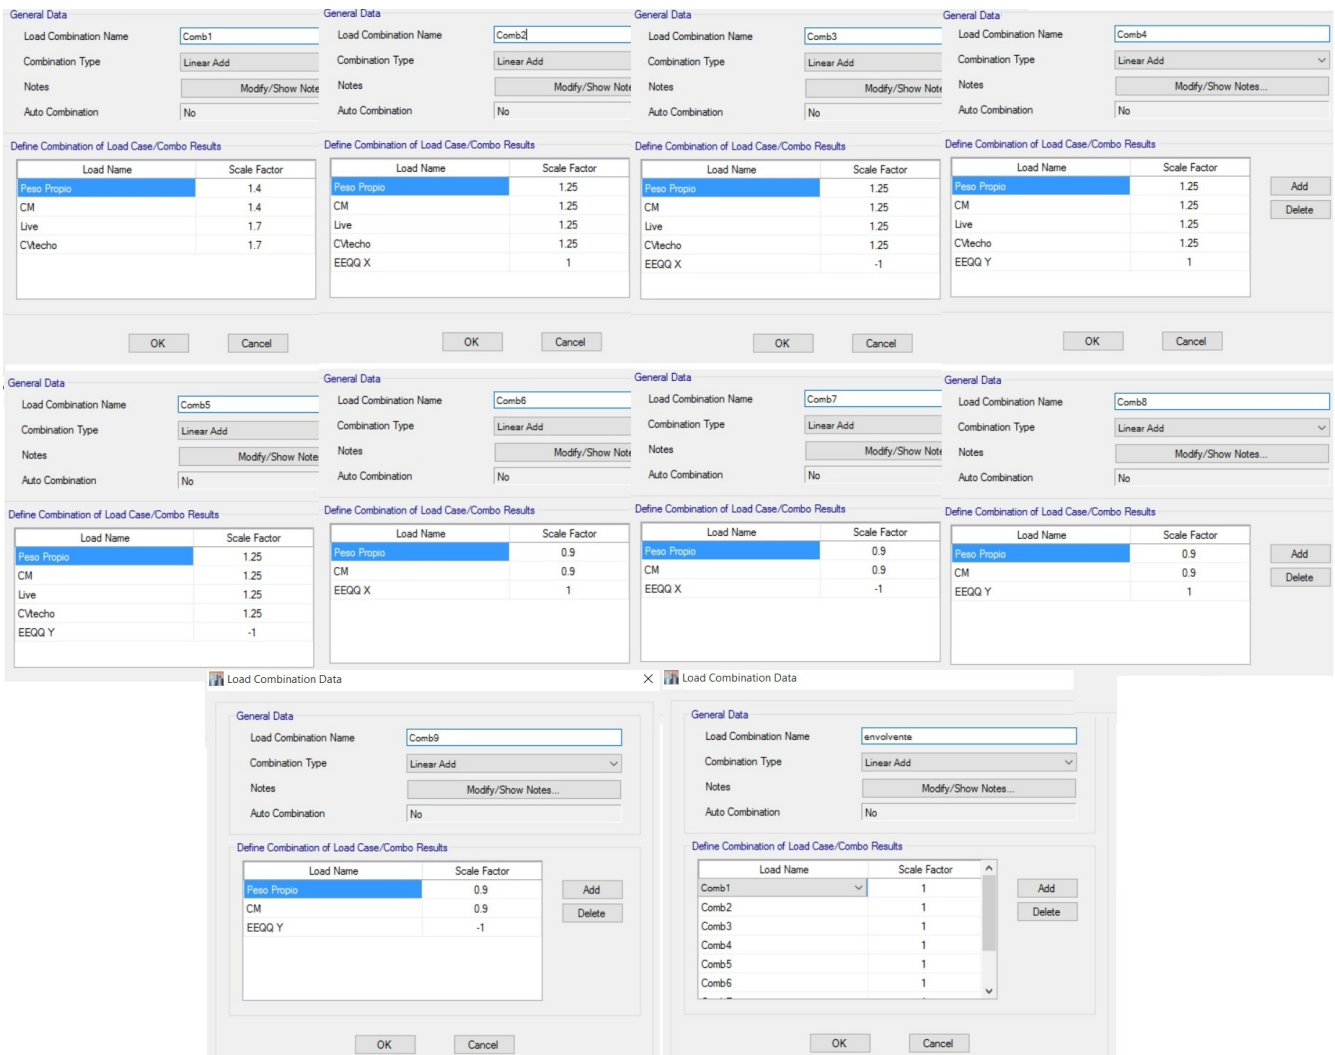 General Data
Load Combination Name Comb1
Combination Type Linear Add
Notes Modify/Show Note
Auto Combination No
Define Combination of Load Case/Combo Results
Load Name Scale Factor
Peso Propio 1.4
CM 1.4
Live 1.7
CVtecho 1.7
OK Cancel
General Data
Load Combination Name Comb2
Combination Type Linear Add
Notes Modify/Show Note
Auto Combination No
Define Combination of Load Case/Combo Results
Load Name Scale Factor
Peso Propio 1.25
CM 1.25
Live 1.25
CVtecho 1.25
EEQQ X 1
OK Cancel
General Data
Load Combination Name Comb3
Combination Type Linear Add
Notes Modify/Show Note
Auto Combination No
Define Combination of Load Case/Combo Results
Load Name Scale Factor
Peso Propio 1.25
CM 1.25
Live 1.25
CVtecho 1.25
EEQQ X -1
OK Cancel
General Data
Load Combination Name Comb4
Combination Type Linear Add
Notes Modify/Show Notes...
Auto Combination No
Define Combination of Load Case/Combo Results
Load Name Scale Factor
Peso Propio 1.25 Add
CM 1.25 Delete
Live 1.25
CVtecho 1.25
EEQQ Y 1
OK Cancel
General Data
Load Combination Name Comb5
Combination Type Linear Add
Notes Modify/Show Note
Auto Combination No
Define Combination of Load Case/Combo Results
Load Name Scale Factor
Peso Propio 1.25
CM 1.25
Live 1.25
CVtecho 1.25
EEQQ Y -1
General Data
Load Combination Name Comb6
Combination Type Linear Add
Notes Modify/Show Note
Auto Combination No
Define Combination of Load Case/Combo Results
Load Name Scale Factor
Peso Propio 0.9
CM 0.9
EEQQ X 1
General Data
Load Combination Name Comb7
Combination Type Linear Add
Notes Modify/Show Note
Auto Combination No
Define Combination of Load Case/Combo Results
Load Name Scale Factor
Peso Propio 0.9
CM 0.9
EEQQ X -1
General Data
Load Combination Name Comb8
Combination Type Linear Add
Notes Modify/Show Notes...
Auto Combination No
Define Combination of Load Case/Combo Results
Load Name Scale Factor
Peso Propio 0.9 Add
CM 0.9 Delete
EEQQ Y 1
Load Combination Data
General Data
Load Combination Name Comb9
Combination Type Linear Add
Notes Modify/Show Notes...
Auto Combination No
Define Combination of Load Case/Combo Results
Load Name Scale Factor
Peso Propio 0.9 Add
CM 0.9 Delete
EEQQ Y -1
OK Cancel
Load Combination Data
General Data
Load Combination Name envolvente
Combination Type Linear Add
Notes Modify/Show Notes...
Auto Combination No
Define Combination of Load Case/Combo Results
Load Name Scale Factor
Comb1 1 Add
Comb2 1 Delete
Comb3 1
Comb4 1
Comb5 1
Comb6 1
OK Cancel